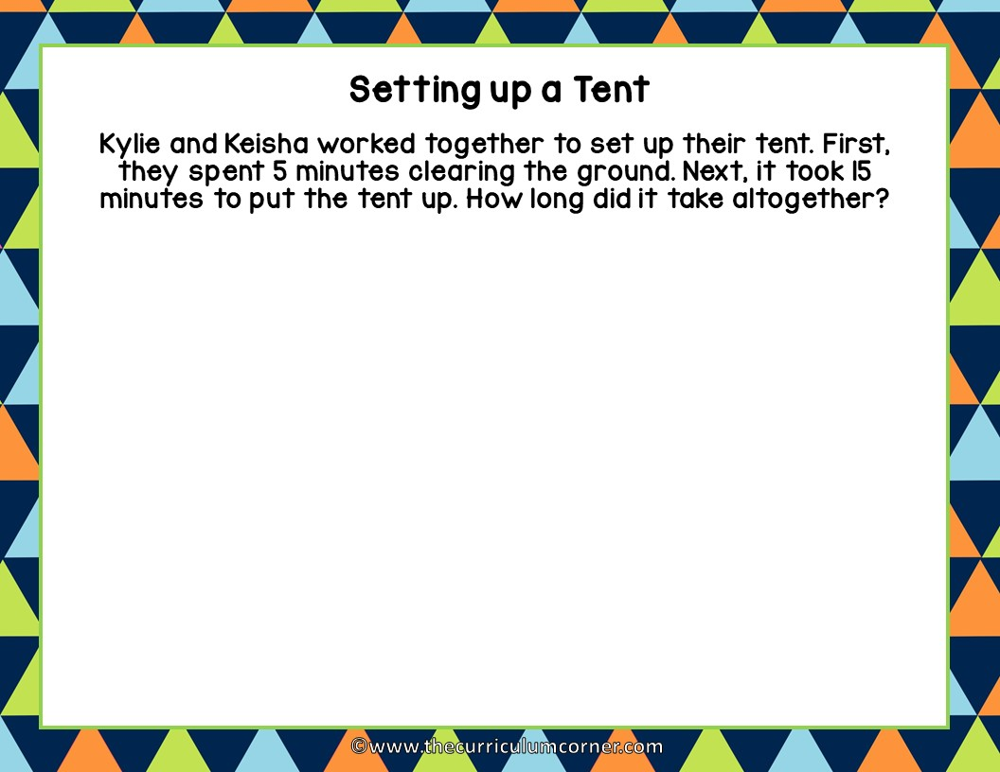 Setting up a Tent
Kylie and Keisha worked together to set up their tent. First,
they spent 5 minutes clearing the ground. Next, it took 15
minutes to put the tent up. How long did it take altogether?
©www.thecurriculumcorner.com